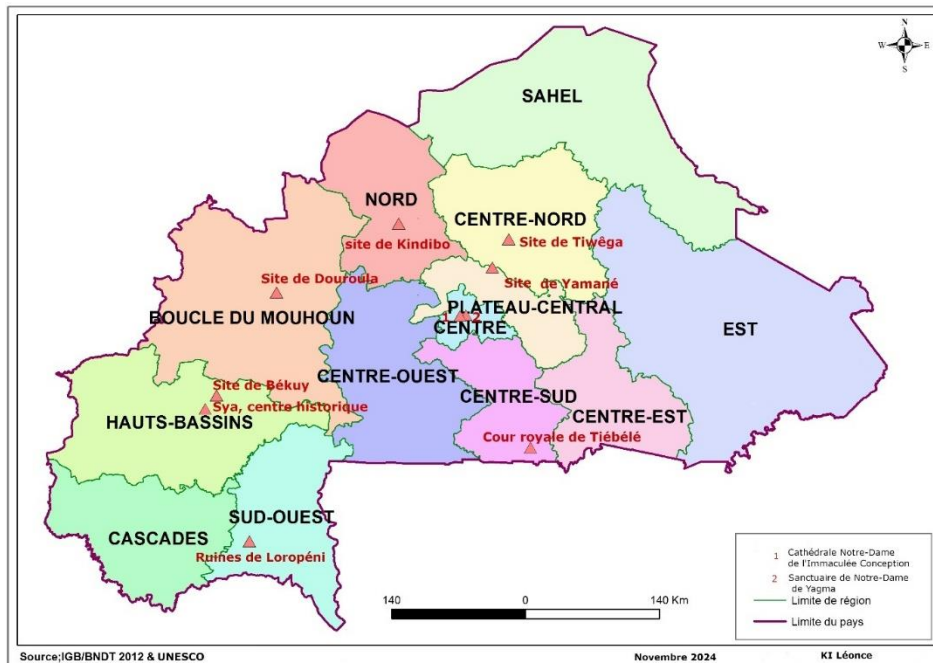 N
W E
S
SAHEL
NORD
CENTRE-NORD
site de Kindibo
Site de Tiwêga
Site de Douroula
Site de Yamané
PLATEAU-CENTRAL
BOUCLE DU MOUHOUN
1 2
CENTRE
EST
CENTRE-OUEST
Site de Békuy
CENTRE-SUD
Sya, centre historique
HAUTS-BASSINS
CENTRE-EST
Cour royale de Tiébélé
SUD-OUEST
CASCADES
Ruines de Loropéni
1 Cathédrale Notre-Dame
de l'Immaculée Conception
2 Sanctuaire de Notre-Dame
de Yagma
Limite de région
Limite du pays
140 0 140 Km
Source;IGB/BNDT 2012 & UNESCO
Novembre 2024
KI Léonce